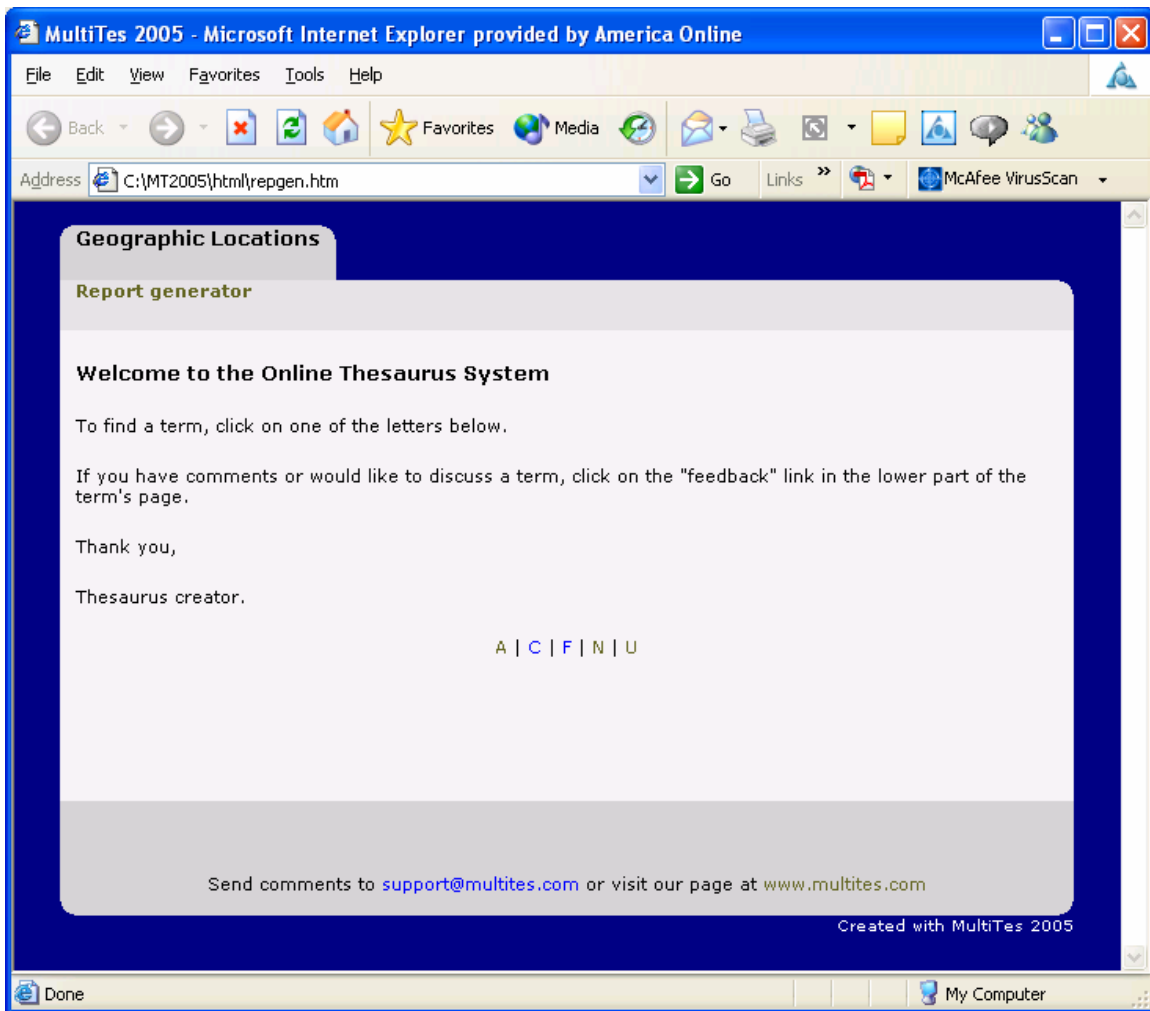 MultiTes 2005 - Microsoft Internet Explorer provided by America Online
File Edit View Favorites Tools Help
Back Favorites Media
Address C:\MT2005\html\repgen.htm Go Links » McAfee VirusScan
Geographic Locations
Report generator
Welcome to the Online Thesaurus System
To find a term, click on one of the letters below.
If you have comments or would like to discuss a term, click on the "feedback" link in the lower part of the
term's page.
Thank you,
Thesaurus creator.
A | C | F | N | U
Send comments to support@multites.com or visit our page at www.multites.com
Created with MultiTes 2005
Done My Computer